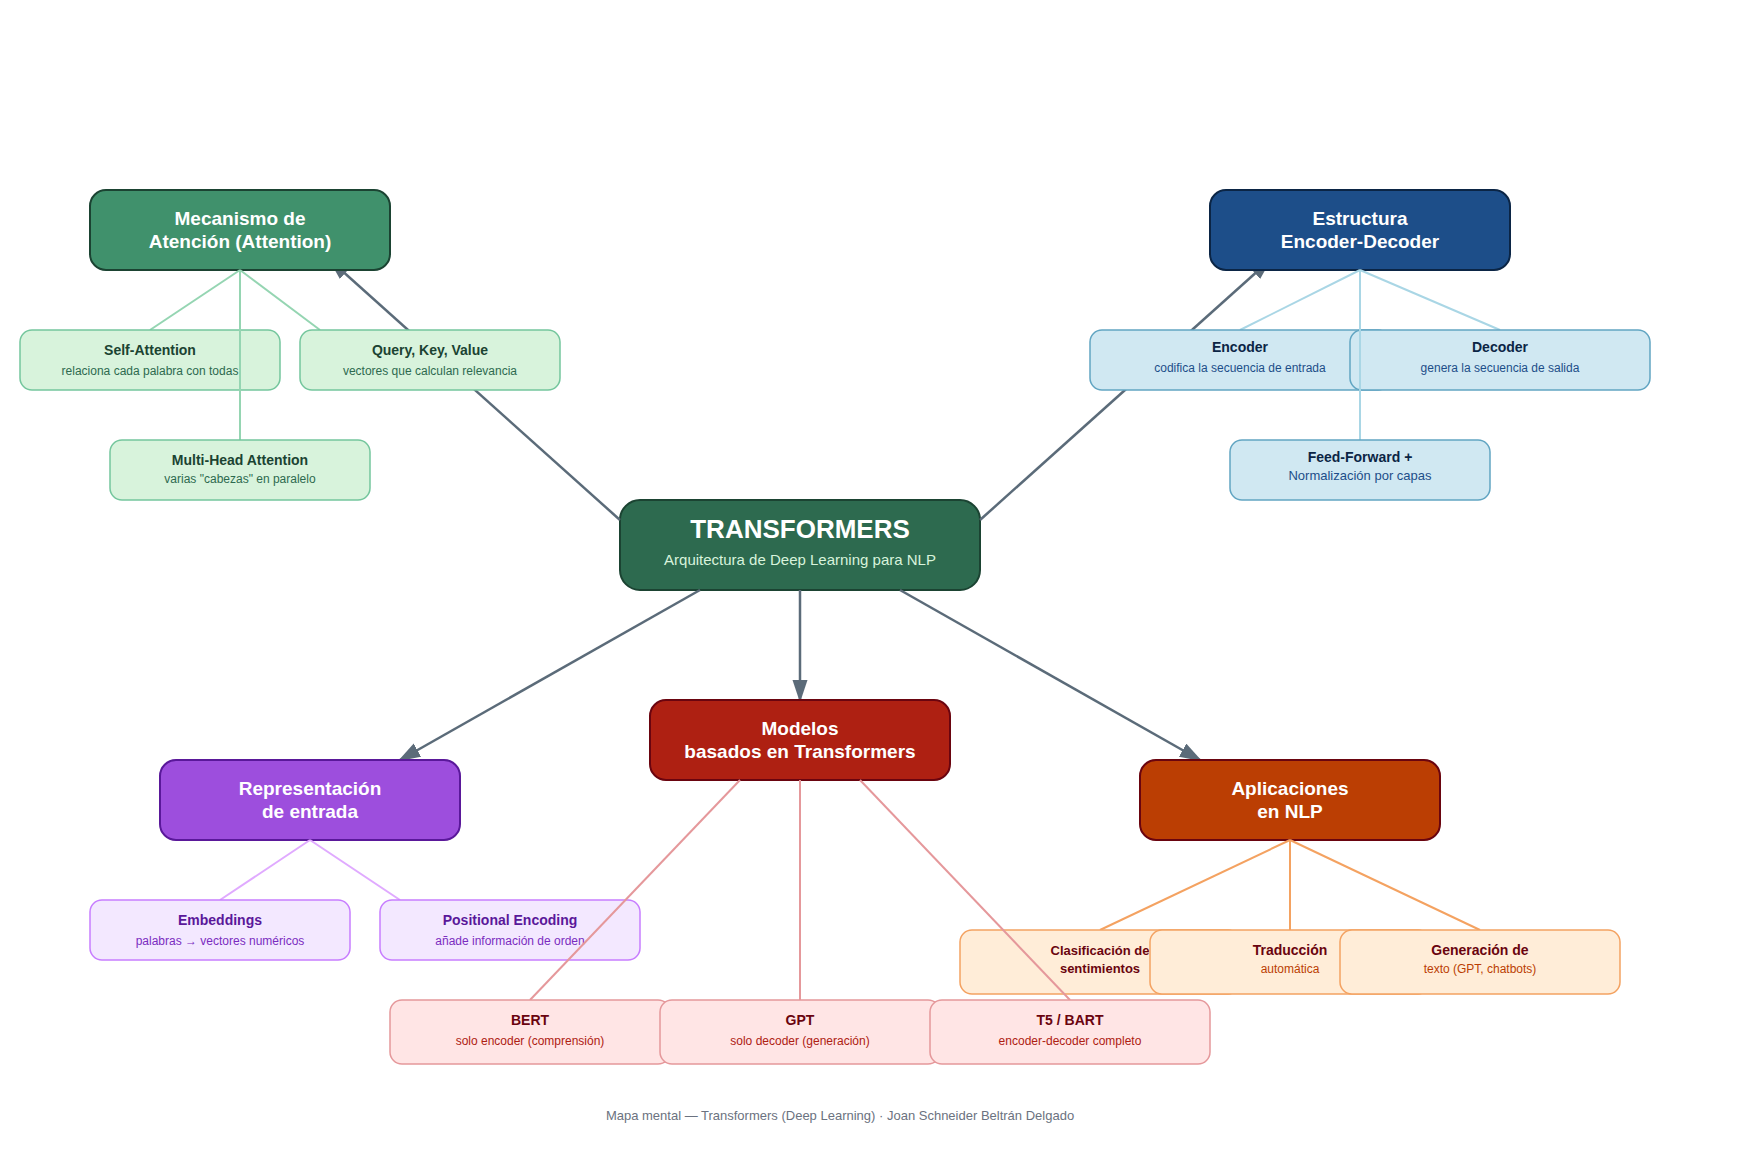 Mecanismo de
Atención (Attention)
Estructura
Encoder-Decoder
Self-Attention
relaciona cada palabra con todas
Query, Key, Value
vectores que calculan relevancia
Encoder
codifica la secuencia de entrada
Decoder
genera la secuencia de salida
Multi-Head Attention
varias "cabezas" en paralelo
Feed-Forward +
Normalización por capas
TRANSFORMERS
Arquitectura de Deep Learning para NLP
Modelos
basados en Transformers
Representación
de entrada
Aplicaciones
en NLP
Embeddings
palabras → vectores numéricos
Positional Encoding
añade información de orden
Clasificación de
sentimientos
Traducción
automática
Generación de
texto (GPT, chatbots)
BERT
solo encoder (comprensión)
GPT
solo decoder (generación)
T5 / BART
encoder-decoder completo
Mapa mental — Transformers (Deep Learning) · Joan Schneider Beltrán Delgado